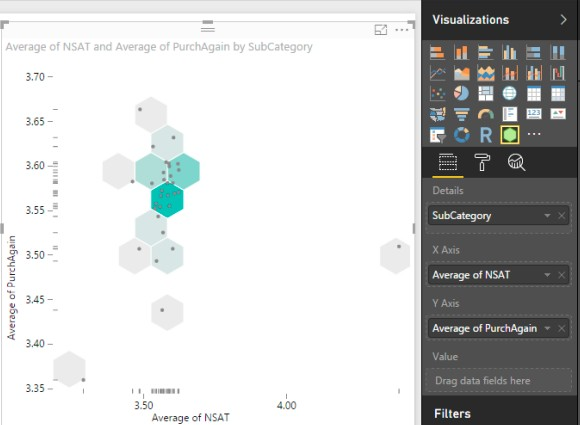 Visualizations
Average of NSAT and Average of PurchAgain by SubCategory
3.70
3.65
3.60
3.55
3.50
3.45
3.40
3.35
Average of PurchAgain
3.50
4.00
Average of NSAT
R
123
Details
SubCategory
X Axis
Average of NSAT
Y Axis
Average of PurchAgain
Value
Drag data fields here
Filters